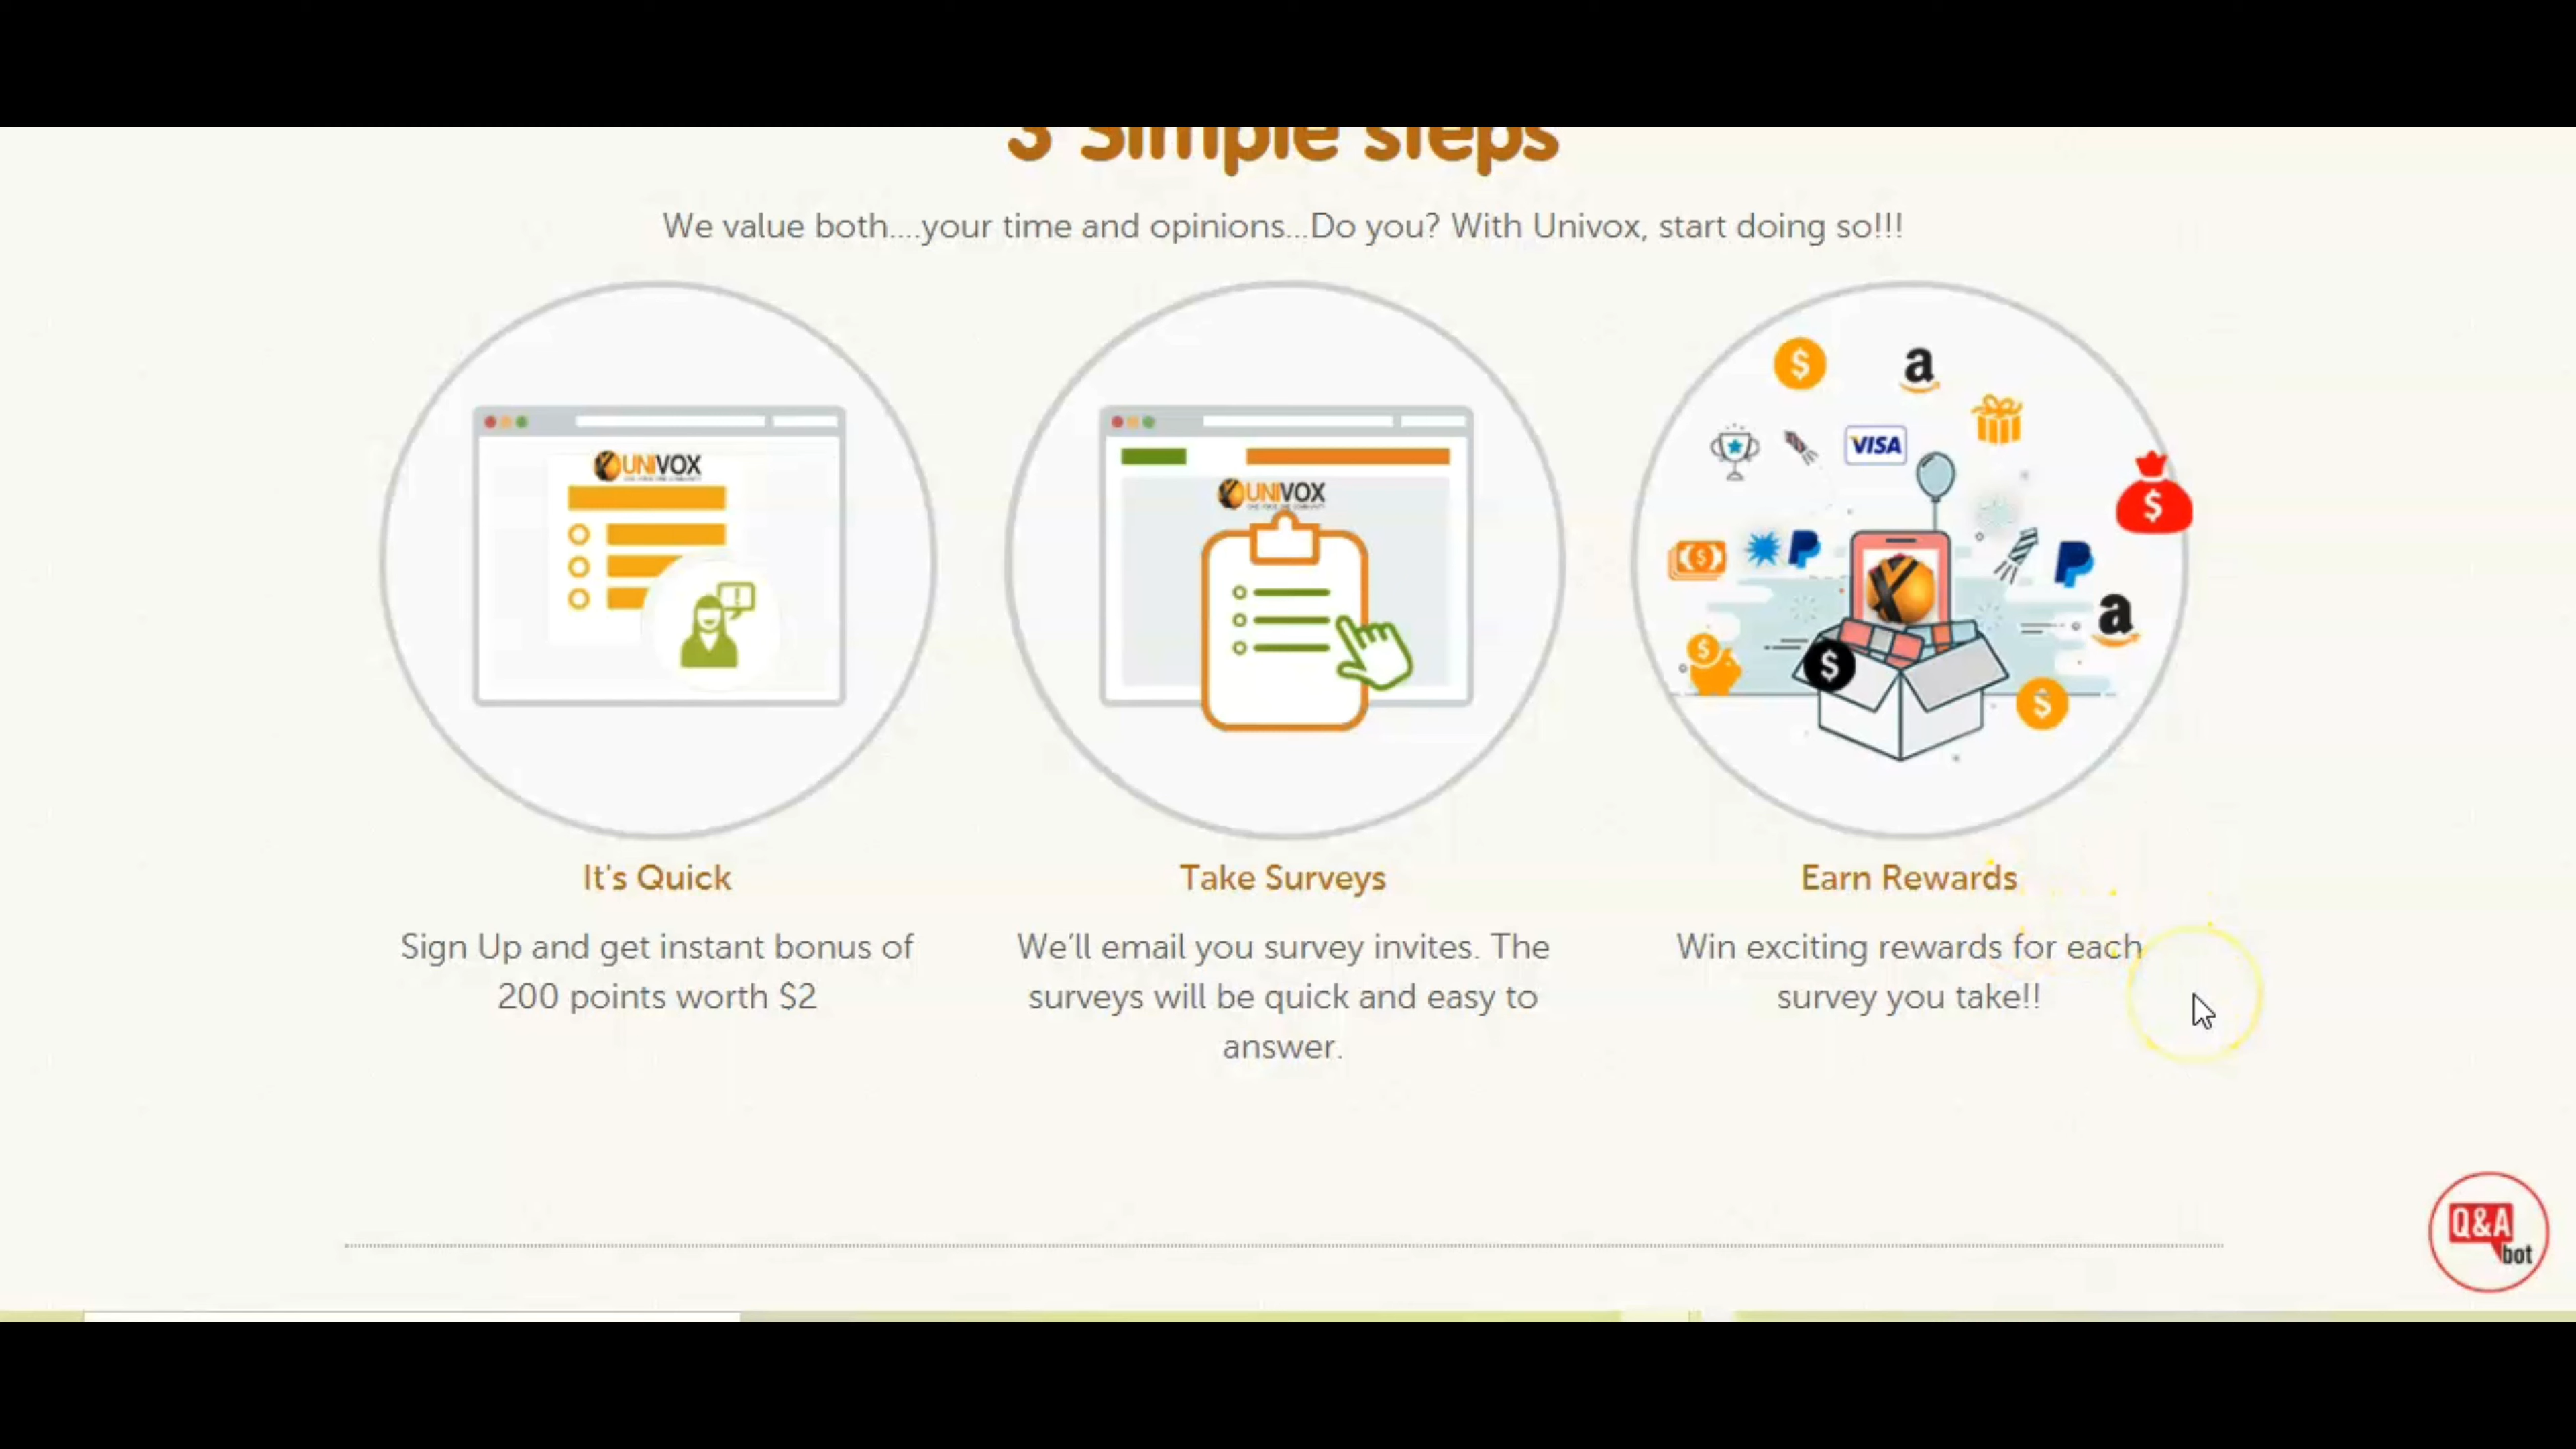 3 Simple steps
We value both....your time and opinions...Do you? With Univox, start doing so!!!
UNIVOX
UNIVOX
$
a
VISA
$
$
a
$
$
$
It's Quick
Take Surveys
Earn Rewards
Sign Up and get instant bonus of
200 points worth $2
We'll email you survey invites. The
surveys will be quick and easy to
answer.
Win exciting rewards for each
survey you take!!
Q&A
bot